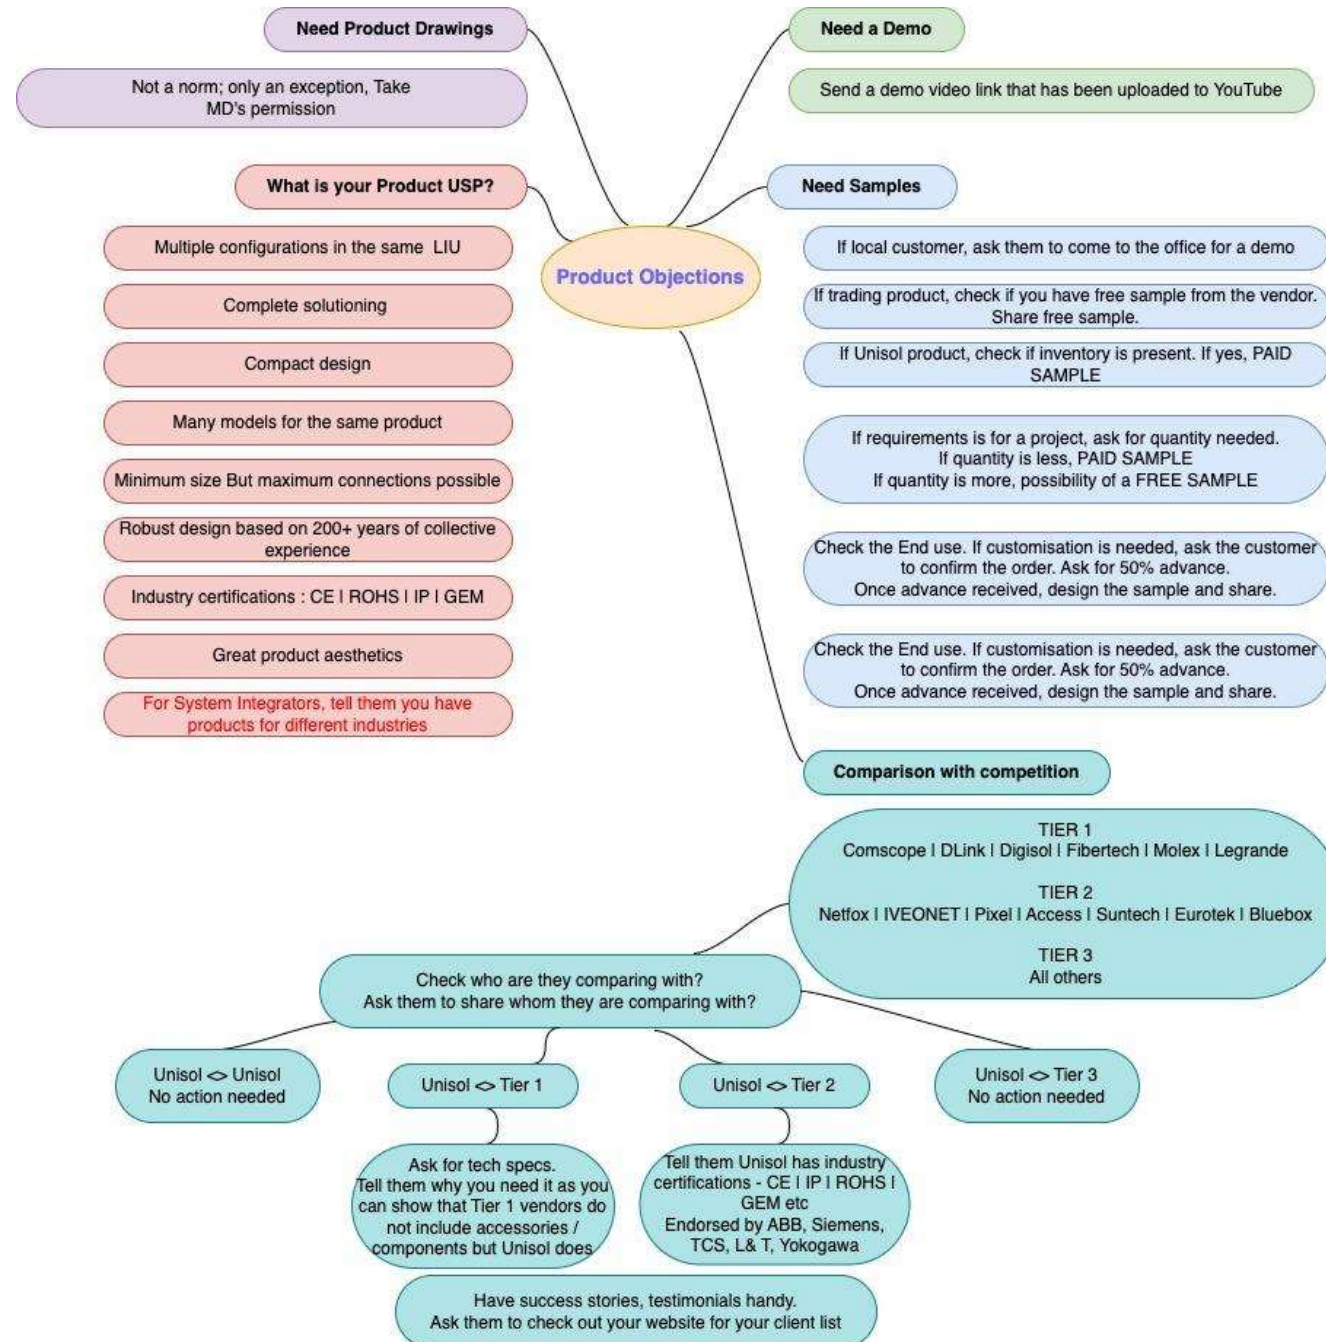 Need Product Drawings
Not a norm; only an exception, Take
MD's permission
Need a Demo
Send a demo video link that has been uploaded to YouTube
What is your Product USP?
Multiple configurations in the same LIU
Complete solutioning
Compact design
Many models for the same product
Minimum size But maximum connections possible
Robust design based on 200+ years of collective
experience
Industry certifications : CE I ROHS I IP I GEM
Great product aesthetics
For System Integrators, tell them you have
products for different industries
Product Objections
Need Samples
If local customer, ask them to come to the office for a demo
If trading product, check if you have free sample from the vendor.
Share free sample.
If Unisol product, check if inventory is present. If yes, PAID
SAMPLE
If requirements is for a project, ask for quantity needed.
If quantity is less, PAID SAMPLE
If quantity is more, possibility of a FREE SAMPLE
Check the End use. If customisation is needed, ask the customer
to confirm the order. Ask for 50% advance.
Once advance received, design the sample and share.
Check the End use. If customisation is needed, ask the customer
to confirm the order. Ask for 50% advance.
Once advance received, design the sample and share.
Comparison with competition
TIER 1
Comscope I DLink I Digisol I Fibertech I Molex I Legrande
TIER 2
Netfox I IVEONET I Pixel I Access I Suntech I Eurotek I Bluebox
TIER 3
All others
Check who are they comparing with?
Ask them to share whom they are comparing with?
Unisol <> Unisol
No action needed
Unisol <> Tier 1
Unisol <> Tier 2
Unisol <> Tier 3
No action needed
Ask for tech specs.
Tell them why you need it as you
can show that Tier 1 vendors do
not include accessories /
components but Unisol does
Tell them Unisol has industry
certifications - CE I IP I ROHS I
GEM etc
Endorsed by ABB, Siemens,
TCS, L& T, Yokogawa
Have success stories, testimonials handy.
Ask them to check out your website for your client list